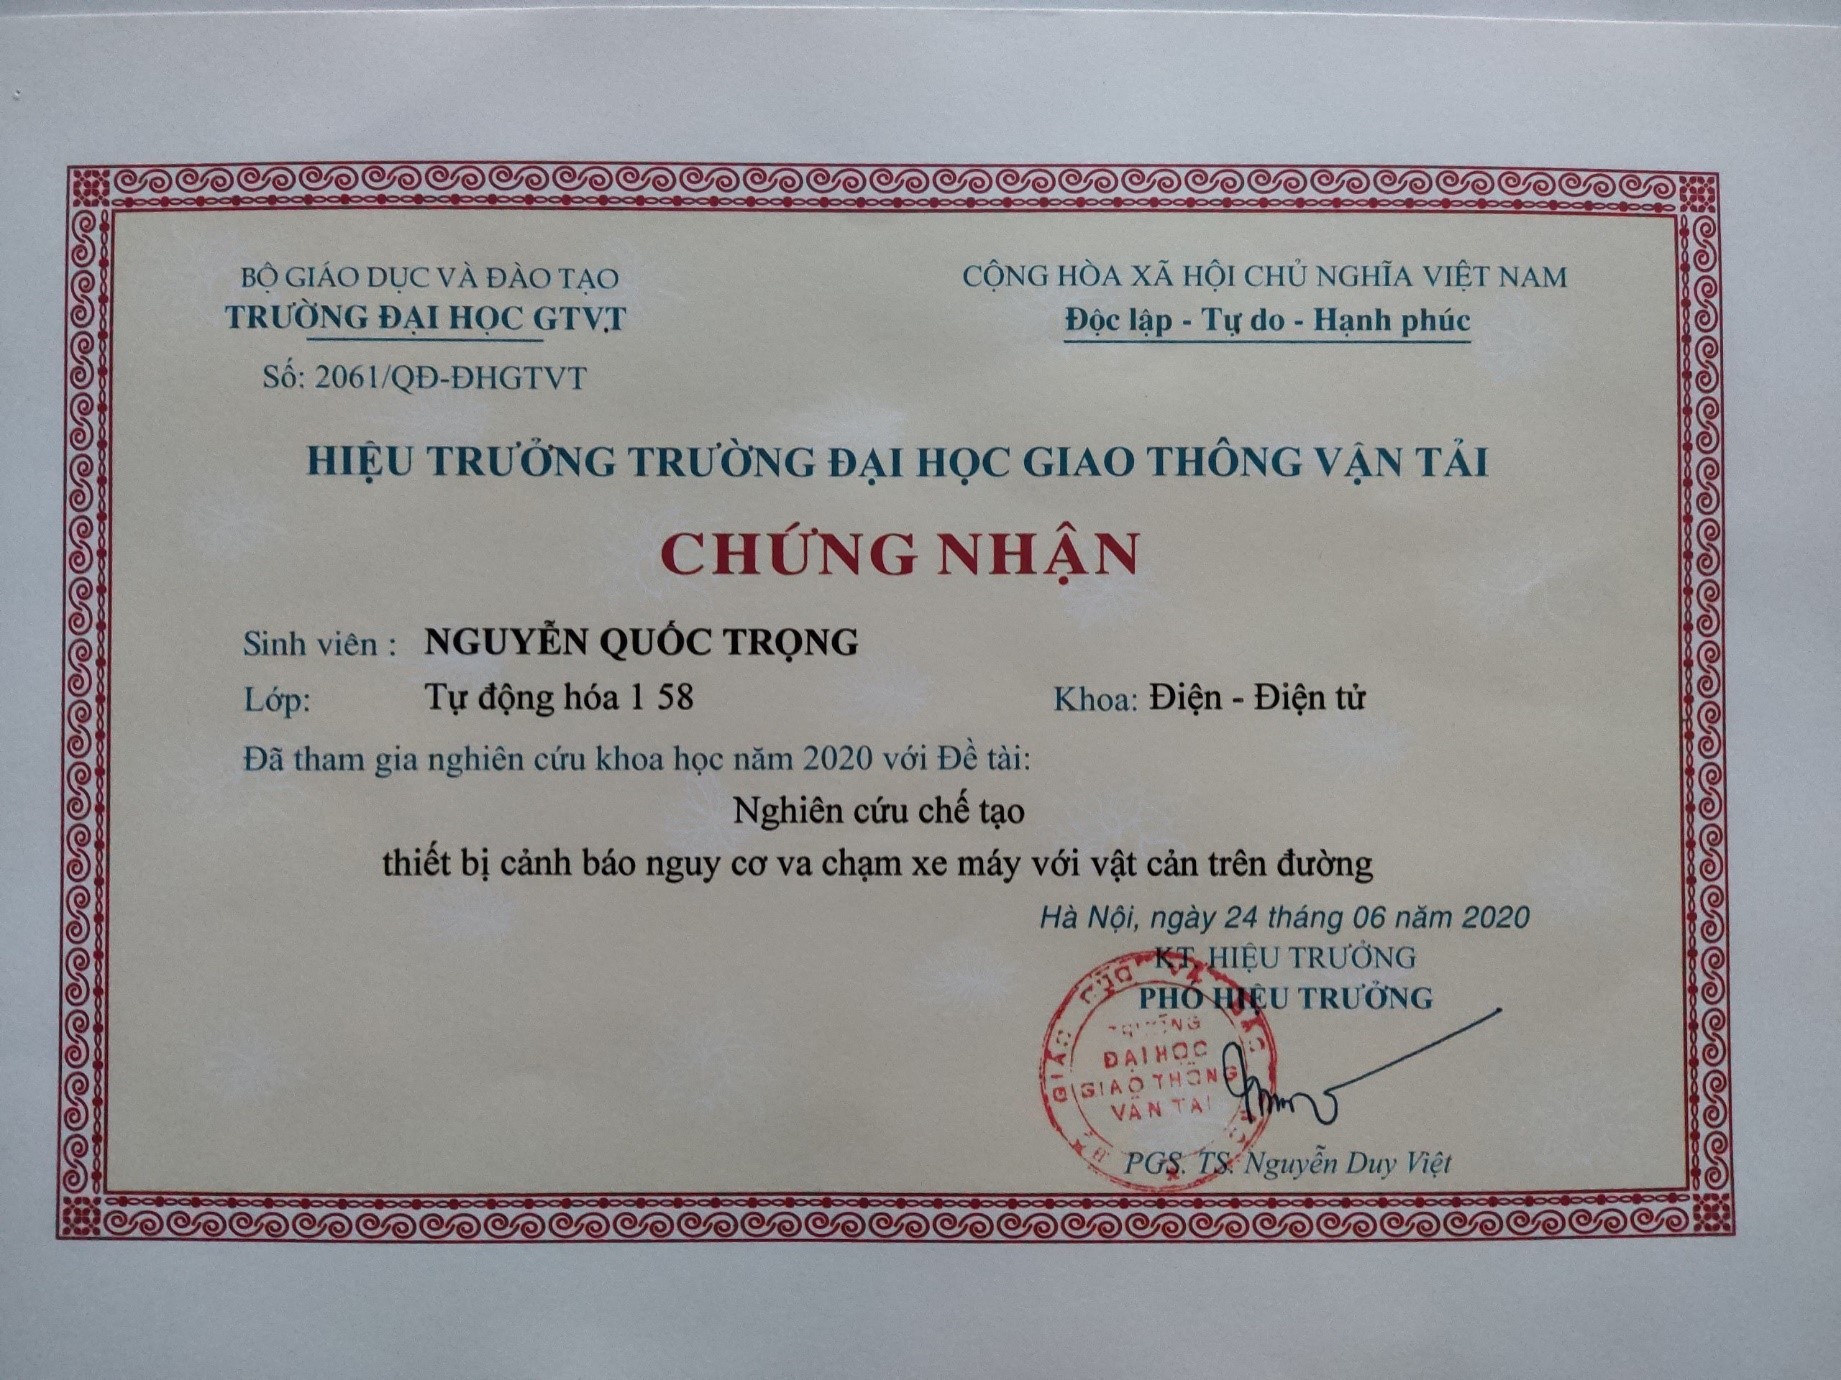 BỘ GIÁO DỤC VÀ ĐÀO TẠO
TRƯỜNG ĐẠI HỌC GTVT
Số: 2061/QĐ-ĐHGTVT
CỘNG HÒA XÃ HỘI CHỦ NGHĨA VIỆT NAM
Độc lập - Tự do - Hạnh phúc
HIỆU TRƯỞNG TRƯỜNG ĐẠI HỌC GIAO THÔNG VẬN TẢI
CHỨNG NHẬN
Sinh viên : NGUYỄN QUỐC TRỌNG
Lớp: Tự động hóa 1 58 Khoa: Điện - Điện tử
Đã tham gia nghiên cứu khoa học năm 2020 với Đề tài:
Nghiên cứu chế tạo
thiết bị cảnh báo nguy cơ va chạm xe máy với vật cản trên đường
Hà Nội, ngày 24 tháng 06 năm 2020
KT. HIỆU TRƯỞNG
PHÓ HIỆU TRƯỞNG
TRƯỜNG
ĐẠI HỌC
GIAO THÔNG
VẬN TẢI
PGS. TS. Nguyễn Duy Việt